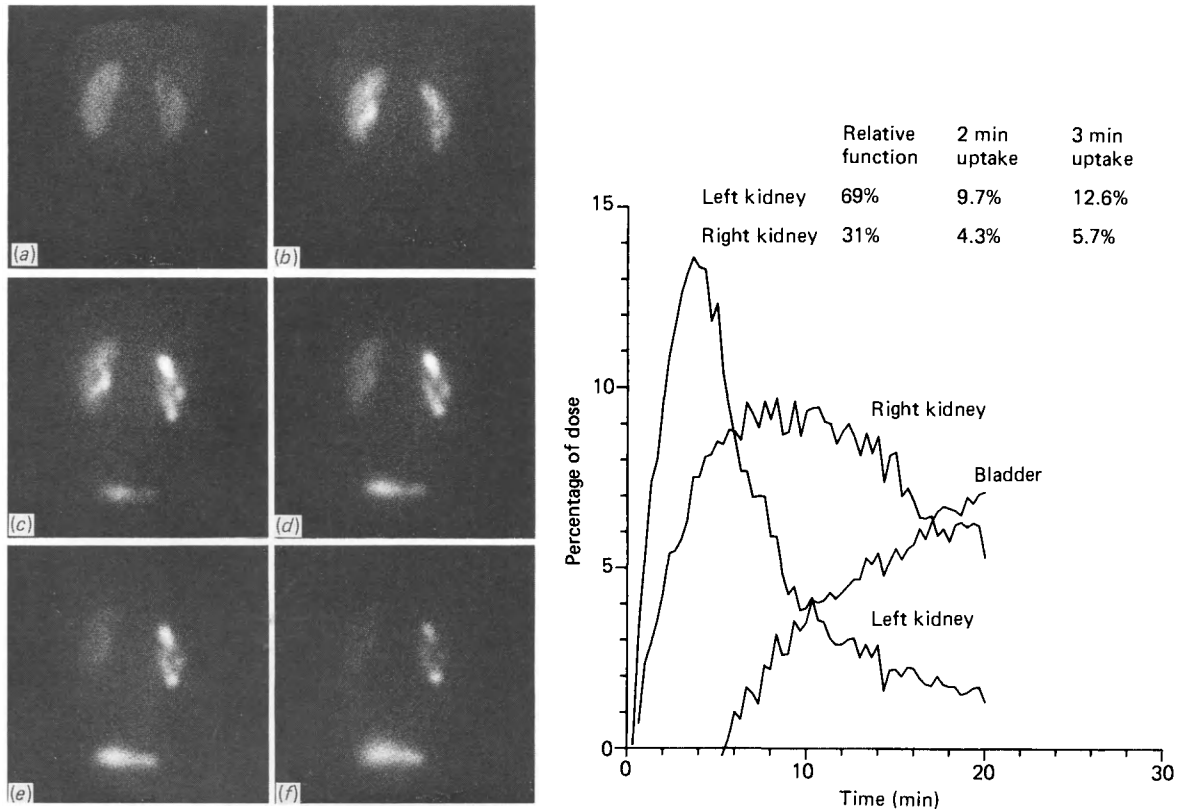 (a)
(b)
(c)
(d)
(e)
(f)
Relative function
2 min uptake
3 min uptake
Left kidney 69% 9.7% 12.6%
Right kidney 31% 4.3% 5.7%
15
10
5
0
Percentage of dose
Right kidney
Bladder
Left kidney
0 10 20 30
Time (min)